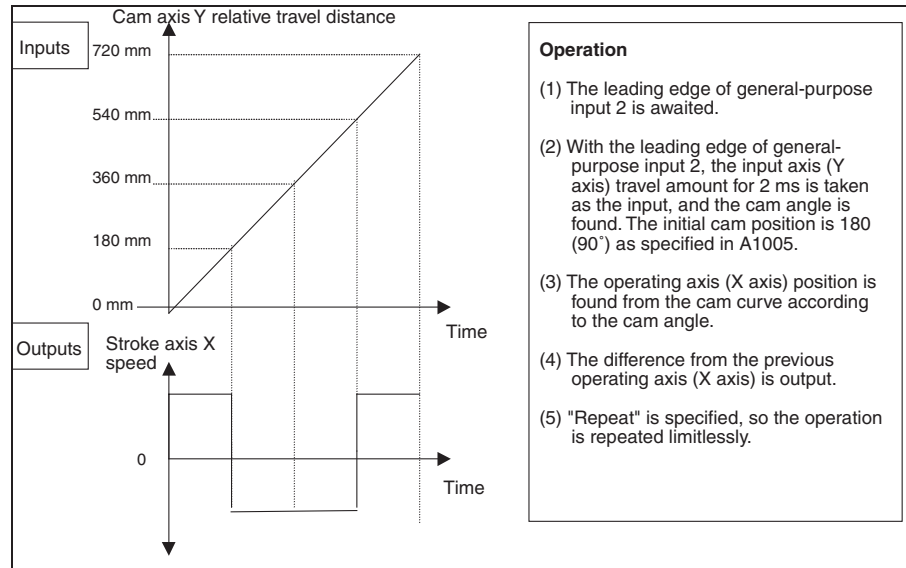 Cam axis Y relative travel distance
Inputs
720 mm
540 mm
360 mm
180 mm
0 mm
Time
Outputs
Stroke axis X
speed
0
Time
Operation
(1) The leading edge of general-purpose
input 2 is awaited.
(2) With the leading edge of general-
purpose input 2, the input axis (Y
axis) travel amount for 2 ms is taken
as the input, and the cam angle is
found. The initial cam position is 180
(90˚) as specified in A1005.
(3) The operating axis (X axis) position is
found from the cam curve according
to the cam angle.
(4) The difference from the previous
operating axis (X axis) is output.
(5) "Repeat" is specified, so the operation
is repeated limitlessly.